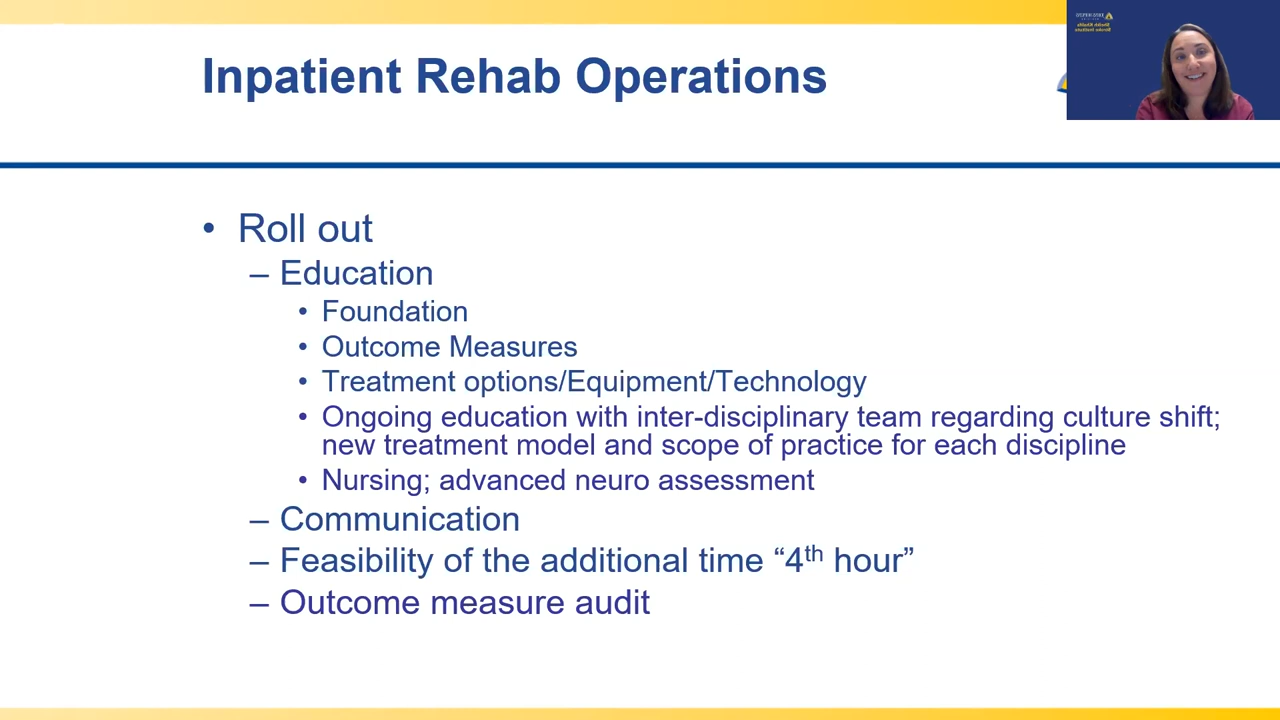 Inpatient Rehab Operations
• Roll out
– Education
• Foundation
• Outcome Measures
• Treatment options/Equipment/Technology
• Ongoing education with inter-disciplinary team regarding culture shift;
new treatment model and scope of practice for each discipline
• Nursing; advanced neuro assessment
– Communication
– Feasibility of the additional time “4th hour”
– Outcome measure audit